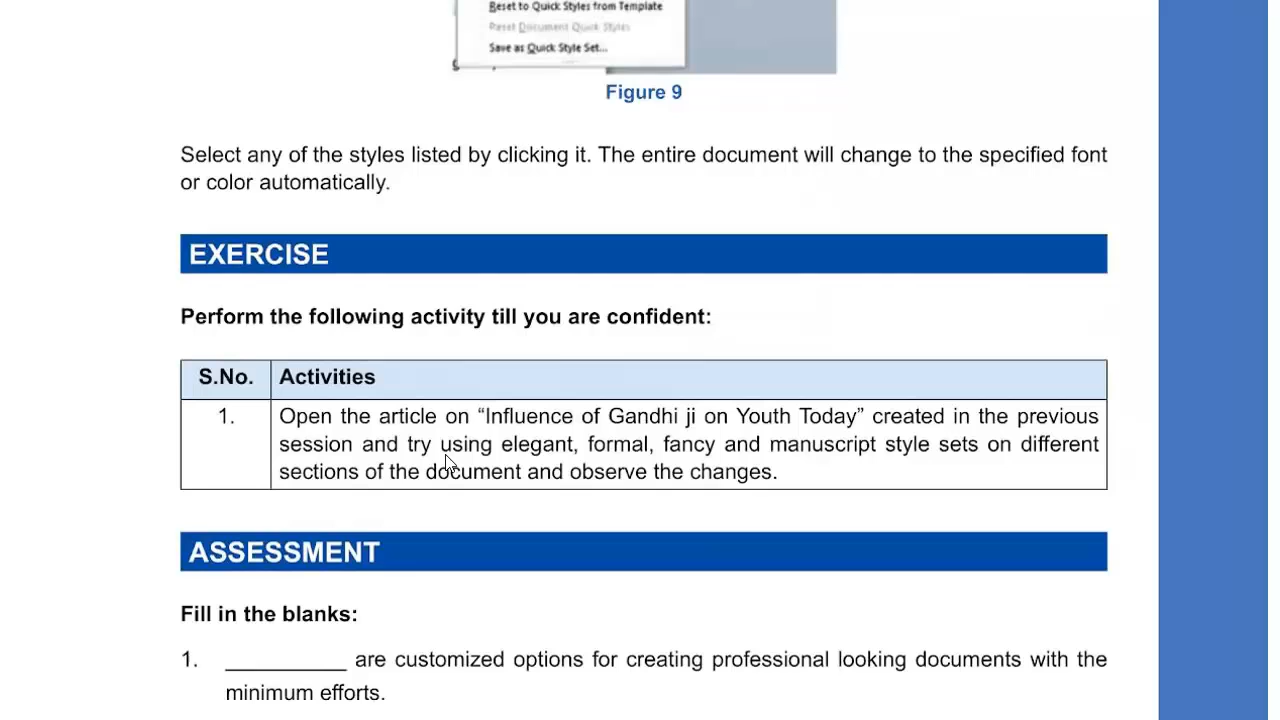 Reset to Quick Styles from Template
Reset Document Quick Styles
Save as Quick Style Set...
Figure 9
Select any of the styles listed by clicking it. The entire document will change to the specified font
or color automatically.
EXERCISE
Perform the following activity till you are confident:
S.No. Activities
1. Open the article on “Influence of Gandhi ji on Youth Today” created in the previous
session and try using elegant, formal, fancy and manuscript style sets on different
sections of the document and observe the changes.
ASSESSMENT
Fill in the blanks:
1. __________ are customized options for creating professional looking documents with the
minimum efforts.